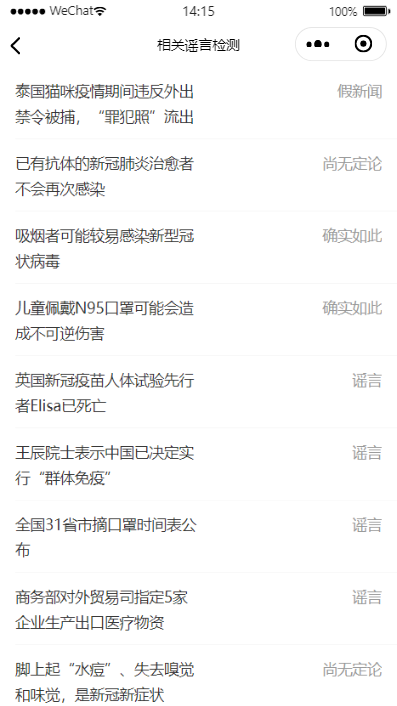 WeChat 14:15 100%
相关谣言检测
泰国猫咪疫情期间违反外出 假新闻
禁令被捕，“罪犯照”流出
已有抗体的新冠肺炎治愈者 尚无定论
不会再次感染
吸烟者可能较易感染新型冠 确实如此
状病毒
儿童佩戴N95口罩可能会造 确实如此
成不可逆伤害
英国新冠疫苗人体试验先行 谣言
者Elisa已死亡
王辰院士表示中国已决定实 谣言
行“群体免疫”
全国31省市摘口罩时间表公 谣言
布
商务部对外贸易司指定5家 谣言
企业生产出口医疗物资
脚上起“水痘”、失去嗅觉 尚无定论
和味觉，是新冠新症状